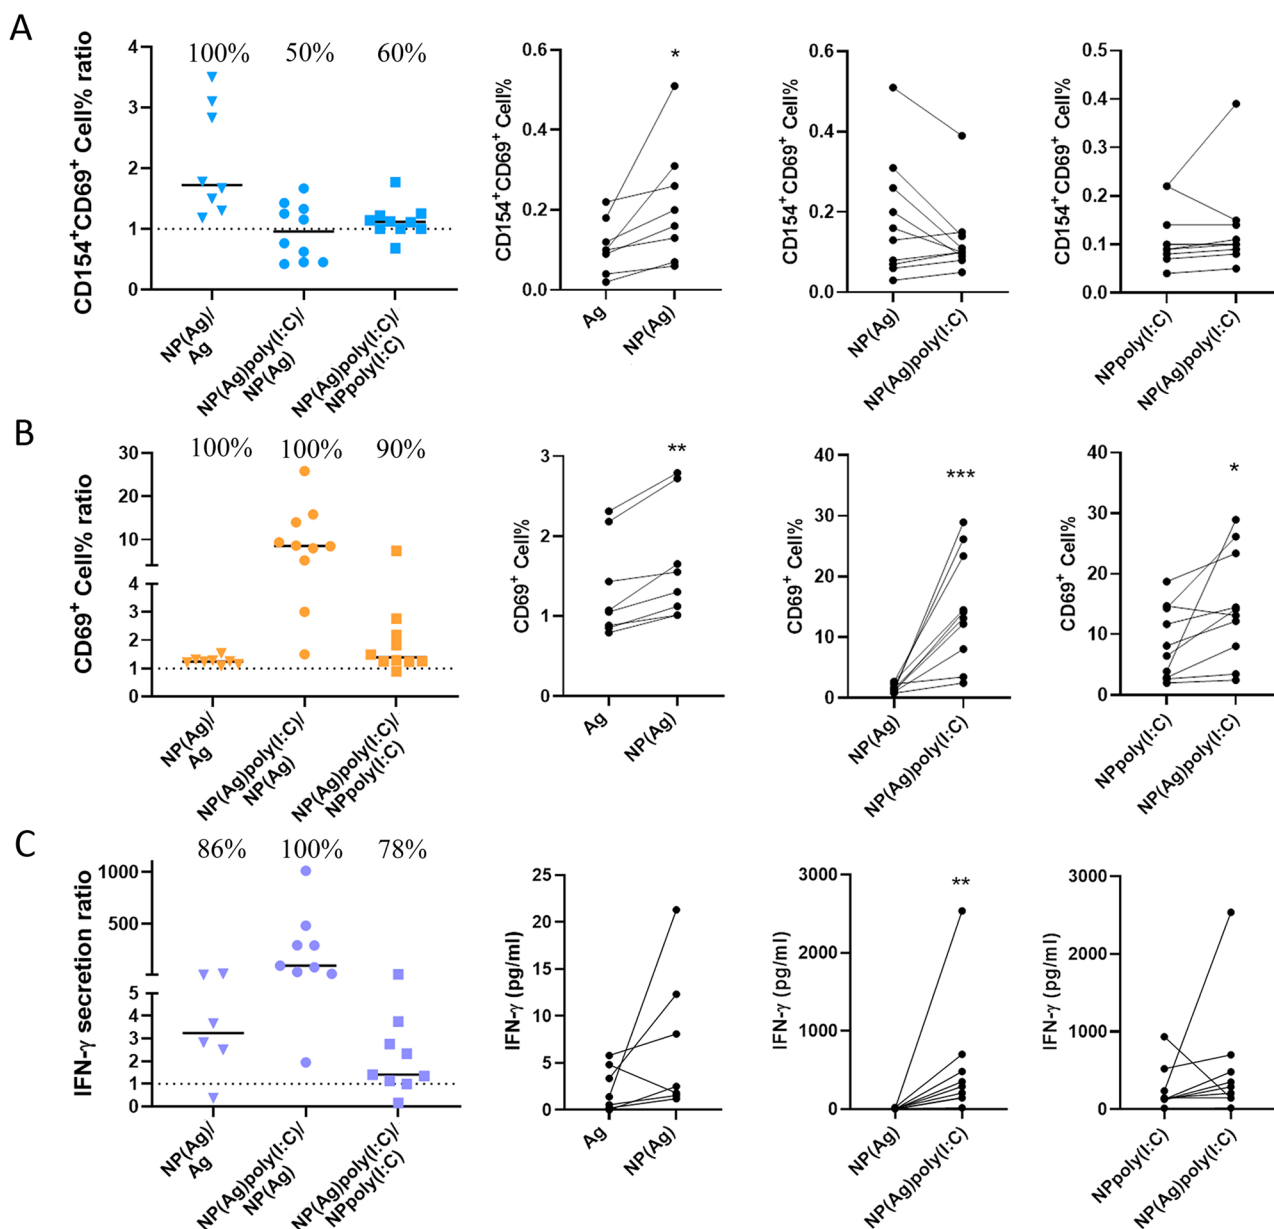 A
CD154+CD69+ Cell% ratio
4
3
2
1
0
100%
50%
60%
NP(Ag)/
Ag
NP(Ag)poly(I:C)/
NP(Ag)
NP(Ag)poly(I:C)/
NPpoly(I:C)
CD154+CD69+ Cell%
0.6
0.4
0.2
0.0
*
Ag
NP(Ag)
CD154+CD69+ Cell%
0.6
0.4
0.2
0.0
NP(Ag)
NP(Ag)poly(I:C)
CD154+CD69+ Cell%
0.5
0.4
0.3
0.2
0.1
0.0
NPpoly(I:C)
NP(Ag)poly(I:C)
B
CD69+ Cell% ratio
30
20
10
4
3
2
1
0
100%
100%
90%
NP(Ag)/
Ag
NP(Ag)poly(I:C)/
NP(Ag)
NP(Ag)poly(I:C)/
NPpoly(I:C)
CD69+ Cell%
3
2
1
0
**
Ag
NP(Ag)
CD69+ Cell%
40
30
20
10
0
***
NP(Ag)
NP(Ag)poly(I:C)
CD69+ Cell%
40
30
20
10
0
*
NPpoly(I:C)
NP(Ag)poly(I:C)
C
IFN-γ secretion ratio
1000
500
5
4
3
2
1
0
86%
100%
78%
NP(Ag)/
Ag
NP(Ag)poly(I:C)/
NP(Ag)
NP(Ag)poly(I:C)/
NPpoly(I:C)
IFN-γ (pg/ml)
25
20
15
10
5
0
Ag
NP(Ag)
IFN-γ (pg/ml)
3000
2000
1000
0
**
NP(Ag)
NP(Ag)poly(I:C)
IFN-γ (pg/ml)
3000
2000
1000
0
NPpoly(I:C)
NP(Ag)poly(I:C)